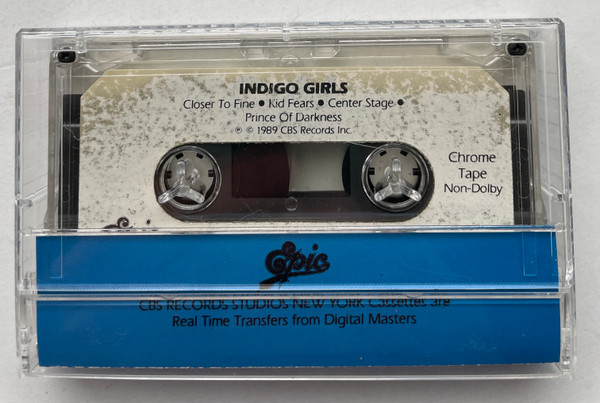 INDIGO GIRLS
Closer To Fine • Kid Fears • Center Stage •
Prince Of Darkness
℗ © 1989 CBS Records Inc.
Chrome
Tape
Non-Dolby
Epic
CBS RECORDS STUDIOS NEW YORK Cassettes are
Real Time Transfers from Digital Masters